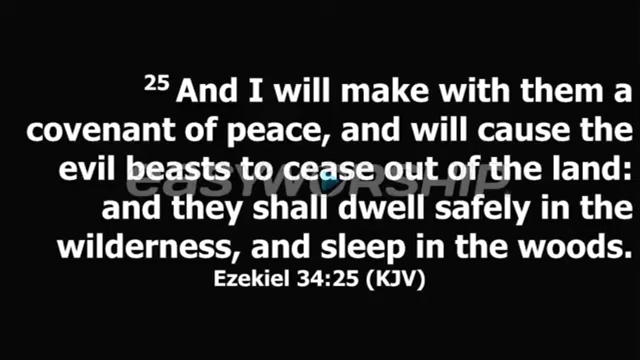 25 And I will make with them a
covenant of peace, and will cause the
evil beasts to cease out of the land:
EASYWORSHIP
and they shall dwell safely in the
wilderness, and sleep in the woods.
Ezekiel 34:25 (KJV)